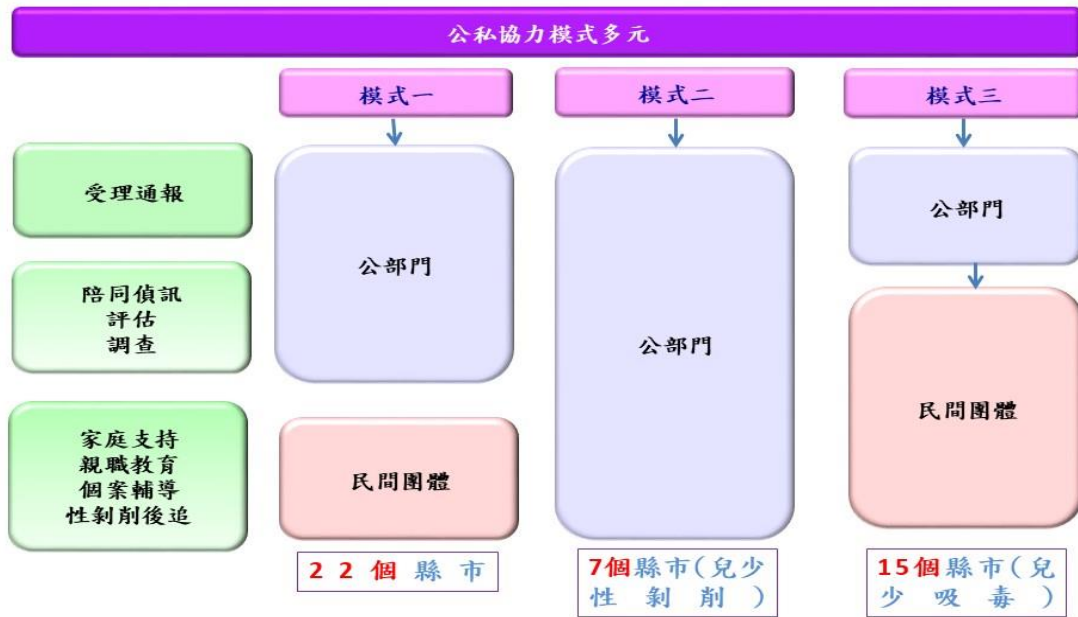 公私協力模式多元
模式一
模式二
模式三
受理通報
公部門
公部門
公部門
陪同偵訊
評估
調查
民間團體
家庭支持
親職教育
個案輔導
性剝削後追
民間團體
22個縣市
7個縣市(兒少
性剝削)
15個縣市(兒
少吸毒)